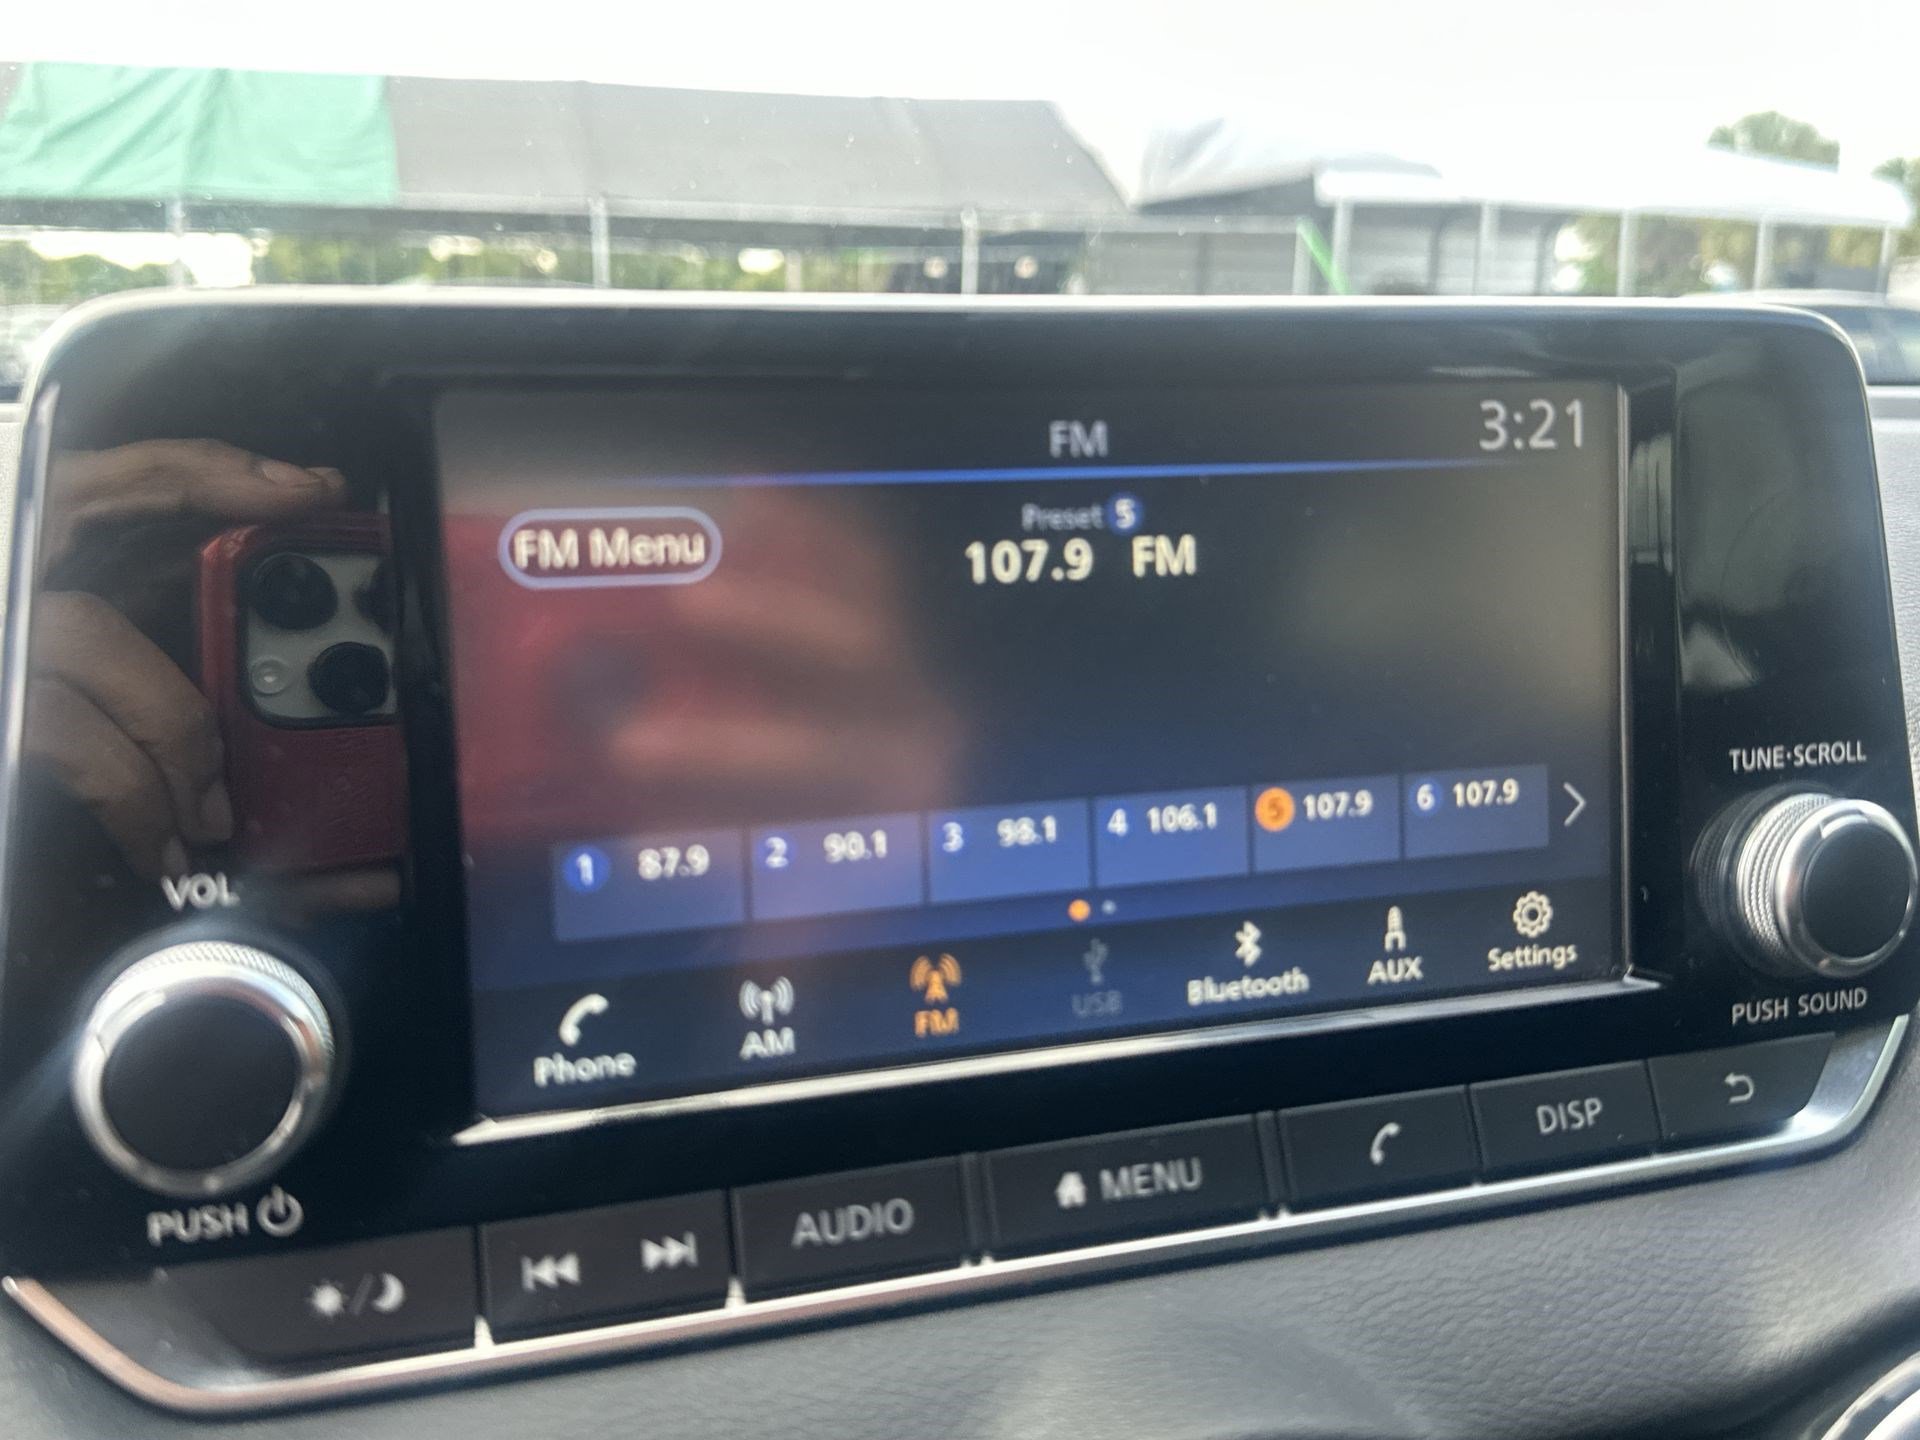 FM
3:21
FM Menu
Preset 5
107.9 FM
1 87.9
2 90.1
3 98.1
4 106.1
5 107.9
6 107.9
Phone
AM
FM
USB
Bluetooth
AUX
Settings
VOL
PUSH
TUNE·SCROLL
PUSH SOUND
AUDIO
MENU
DISP